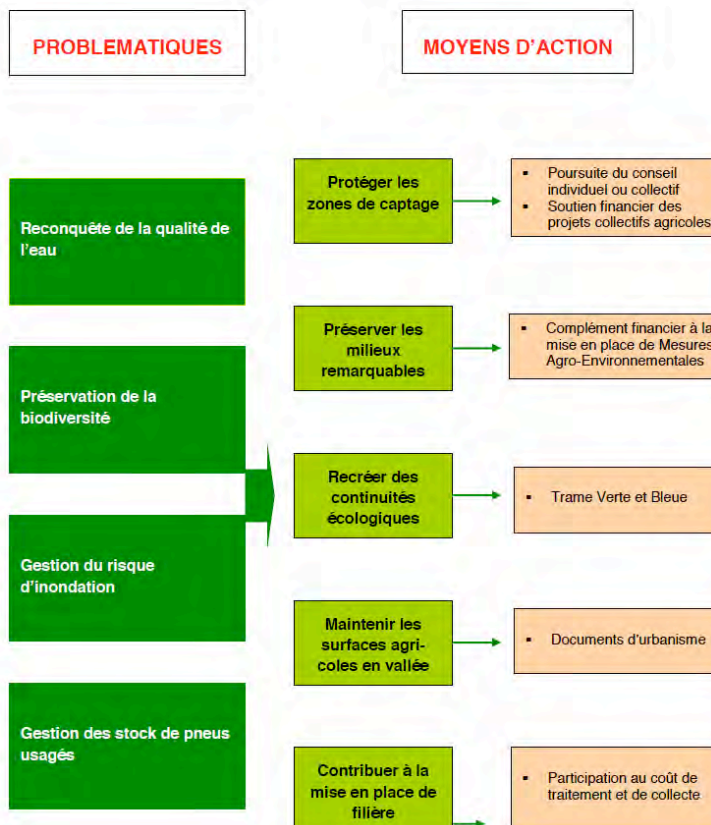 PROBLEMATIQUES
MOYENS D'ACTION
Reconquête de la qualité de
l'eau
Préservation de la
biodiversité
Gestion du risque
d'inondation
Gestion des stock de pneus
usagés
Protéger les
zones de captage
▪ Poursuite du conseil
individuel ou collectif
▪ Soutien financier des
projets collectifs agricoles
Préserver les
milieux
remarquables
▪ Complément financier à la
mise en place de Mesures
Agro-Environnementales
Recréer des
continuités
écologiques
▪ Trame Verte et Bleue
Maintenir les
surfaces agri-
coles en vallée
▪ Documents d'urbanisme
Contribuer à la
mise en place de
filière
▪ Participation au coût de
traitement et de collecte